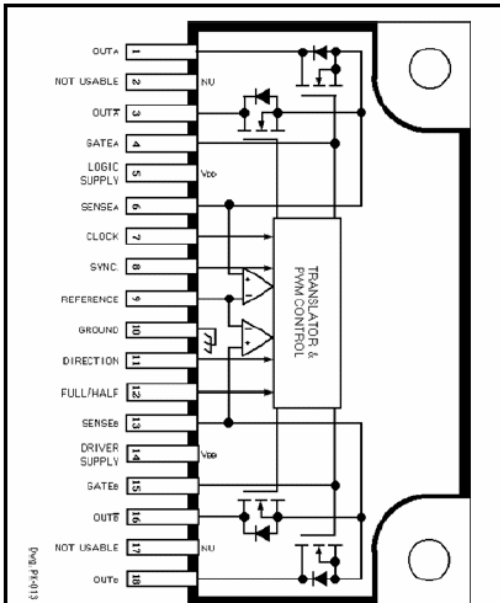 OUTA 1
NOT USABLE 2 NU
OUTA̅ 3
GATEA 4
LOGIC
SUPPLY 5 VDD
SENSEA 6
CLOCK 7
SYNC. 8
REFERENCE 9
GROUND 10
DIRECTION 11
FULL/HALF 12
SENSEB 13
DRIVER
SUPPLY 14 VBB
GATEB 15
OUTB̅ 16
NOT USABLE 17 NU
OUTB 18
+
−
−
+
TRANSLATOR &
PWM CONTROL
Dwg. PK-013